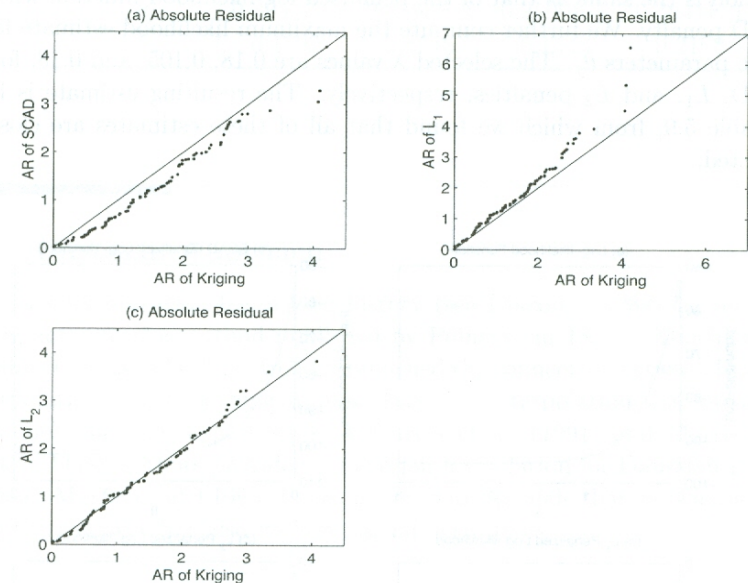 (a) Absolute Residual
AR of SCAD
4
3
2
1
0
0 1 2 3 4
AR of Kriging
(b) Absolute Residual
AR of L1
7
6
5
4
3
2
1
0
0 2 4 6
AR of Kriging
(c) Absolute Residual
AR of L2
4
3
2
1
0
0 1 2 3 4
AR of Kriging